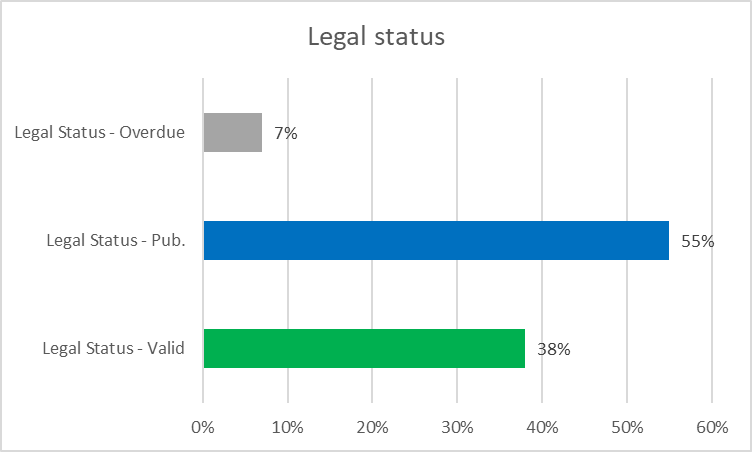 Legal status
Legal Status - Overdue
7%
Legal Status - Pub.
55%
Legal Status - Valid
38%
0% 10% 20% 30% 40% 50% 60%